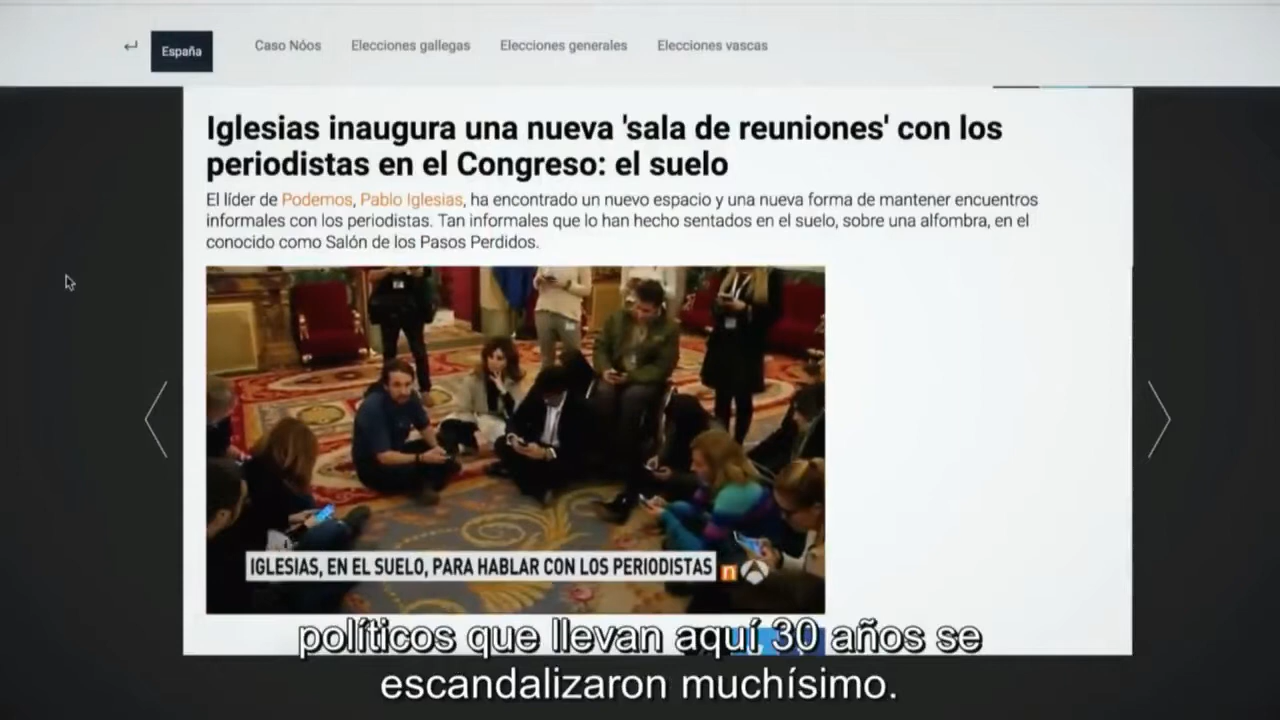 España
Caso Nóos
Elecciones gallegas
Elecciones generales
Elecciones vascas
Iglesias inaugura una nueva 'sala de reuniones' con los
periodistas en el Congreso: el suelo
El líder de Podemos, Pablo Iglesias, ha encontrado un nuevo espacio y una nueva forma de mantener encuentros
informales con los periodistas. Tan informales que lo han hecho sentados en el suelo, sobre una alfombra, en el
conocido como Salón de los Pasos Perdidos.
IGLESIAS, EN EL SUELO, PARA HABLAR CON LOS PERIODISTAS n
políticos que llevan aquí 30 años se
escandalizaron muchísimo.